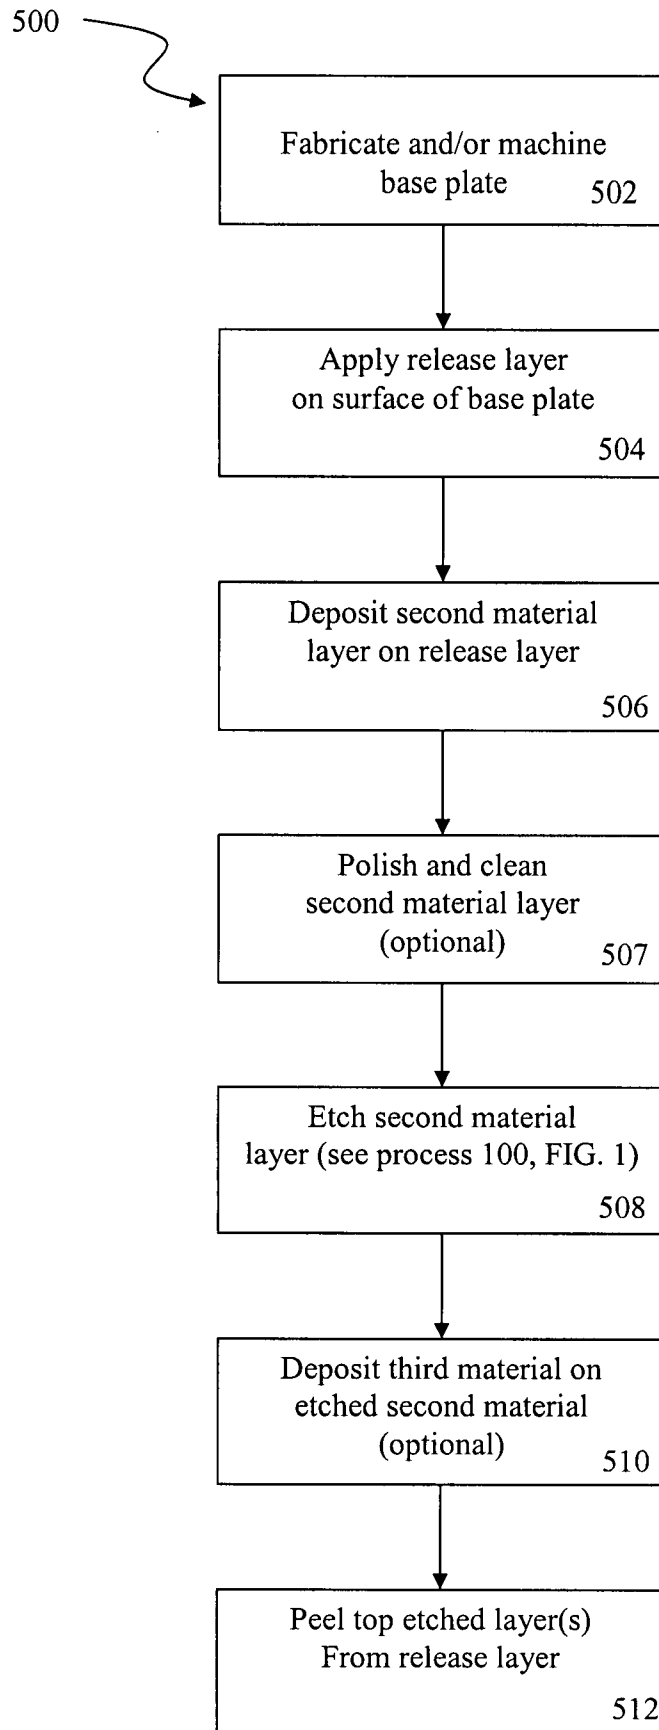 500
Fabricate and/or machine
base plate 502
Apply release layer
on surface of base plate
504
Deposit second material
layer on release layer
506
Polish and clean
second material layer
(optional) 507
Etch second material
layer (see process 100, FIG. 1)
508
Deposit third material on
etched second material
(optional) 510
Peel top etched layer(s)
From release layer
512